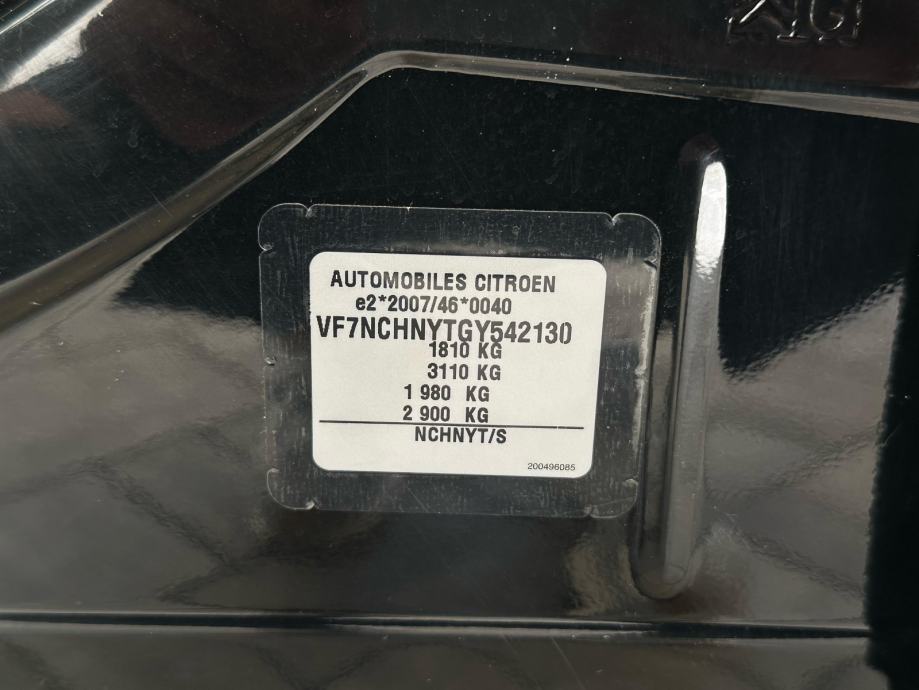 AUTOMOBILES CITROEN
e2*2007/46*0040
VF7NCHNYTGY542130
1810 KG
3110 KG
1 980 KG
2 900 KG
NCHNYT/S
200496085